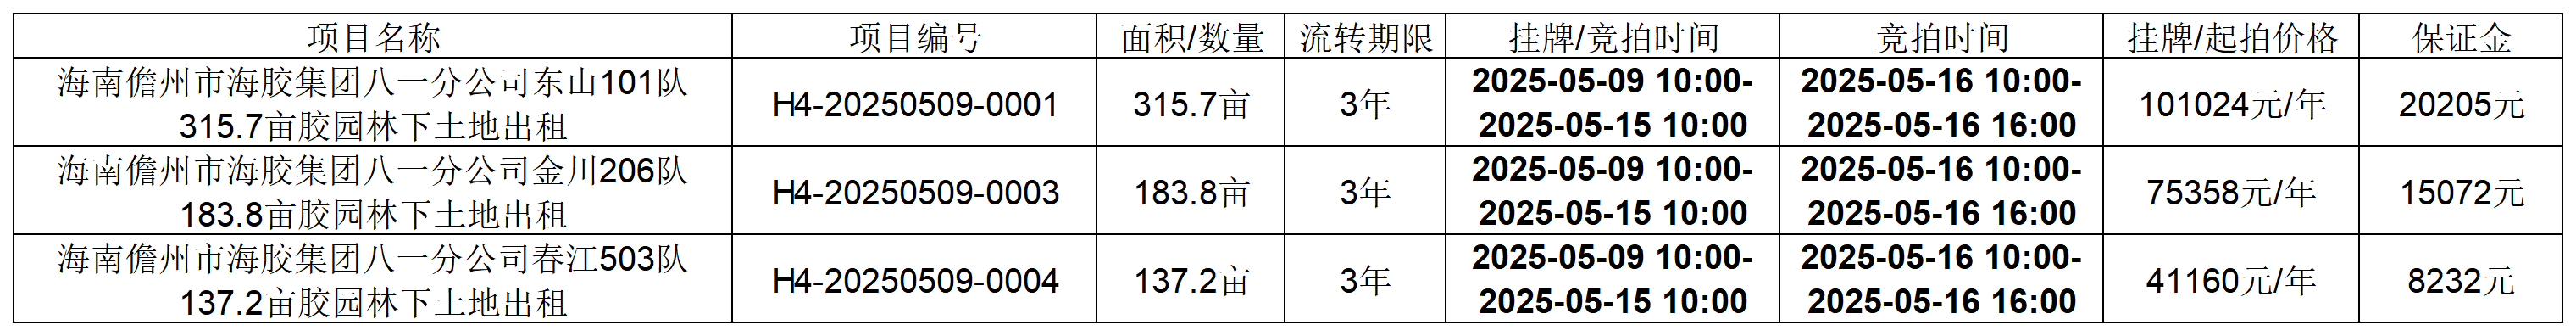 项目名称 项目编号 面积/数量 流转期限 挂牌/竞拍时间 竞拍时间 挂牌/起拍价格 保证金
海南儋州市海胶集团八一分公司东山101队
315.7亩胶园林下土地出租
H4-20250509-0001
315.7亩
3年
2025-05-09 10:00-
2025-05-15 10:00
2025-05-16 10:00-
2025-05-16 16:00
101024元/年
20205元
海南儋州市海胶集团八一分公司金川206队
183.8亩胶园林下土地出租
H4-20250509-0003
183.8亩
3年
2025-05-09 10:00-
2025-05-15 10:00
2025-05-16 10:00-
2025-05-16 16:00
75358元/年
15072元
海南儋州市海胶集团八一分公司春江503队
137.2亩胶园林下土地出租
H4-20250509-0004
137.2亩
3年
2025-05-09 10:00-
2025-05-15 10:00
2025-05-16 10:00-
2025-05-16 16:00
41160元/年
8232元